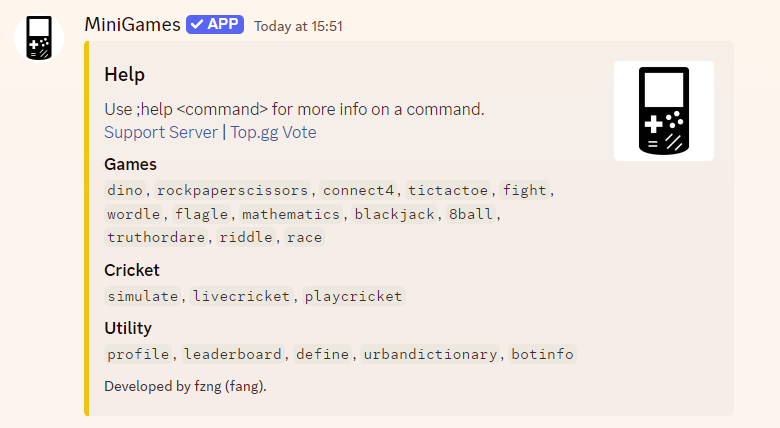 MiniGames ✓ APP Today at 15:51
Help
Use ;help <command> for more info on a command.
Support Server | Top.gg Vote
Games
dino, rockpaperscissors, connect4, tictactoe, fight,
wordle, flagle, mathematics, blackjack, 8ball,
truthordare, riddle, race
Cricket
simulate, livecricket, playcricket
Utility
profile, leaderboard, define, urbandictionary, botinfo
Developed by fzng (fang).